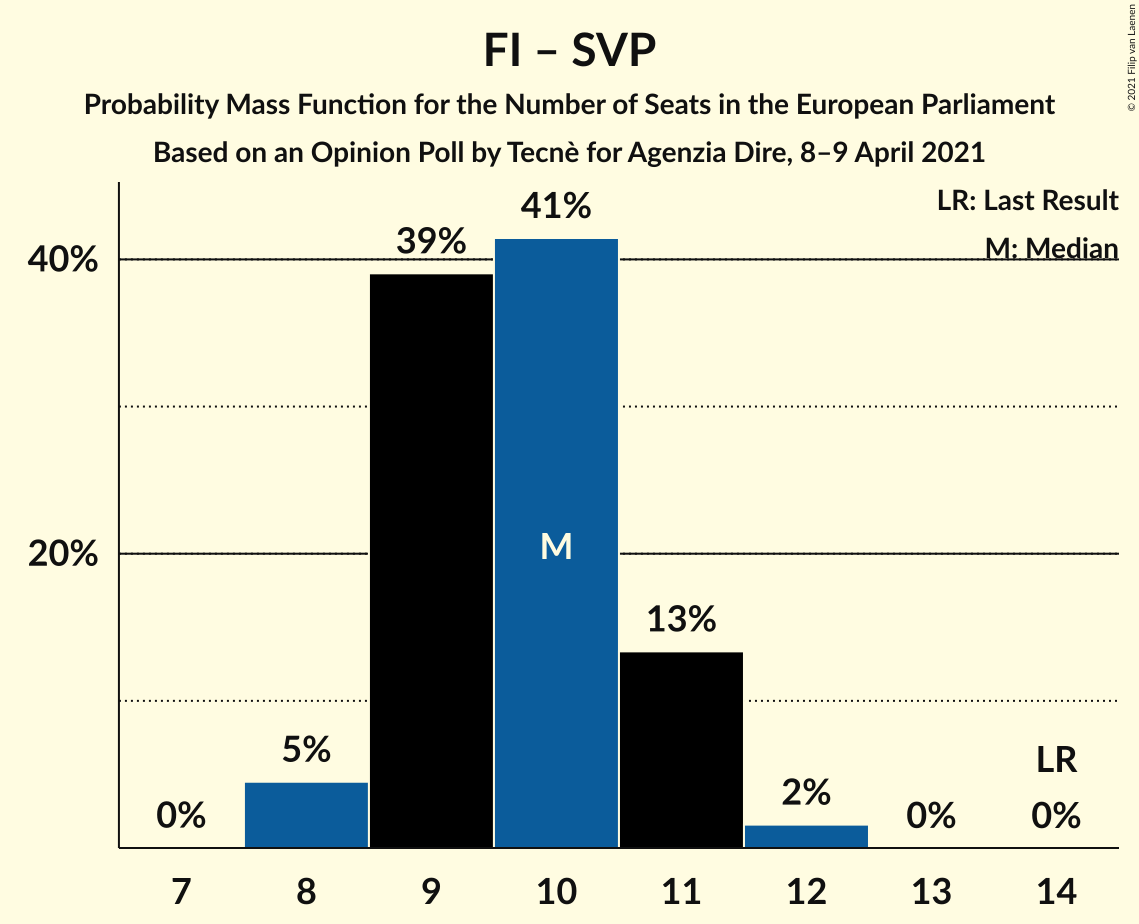 FI – SVP
Probability Mass Function for the Number of Seats in the European Parliament
Based on an Opinion Poll by Tecnè for Agenzia Dire, 8–9 April 2021
© 2021 Filip van Laenen
LR: Last Result
M: Median
41%
39%
40%
M
20%
13%
5%
2%
LR
0%
0%
0%
7 8 9 10 11 12 13 14